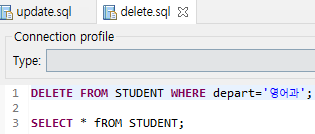 update.sql delete.sql
Connection profile
Type:
1 DELETE FROM STUDENT WHERE depart='영어과';
2
3 SELECT * fROM STUDENT;